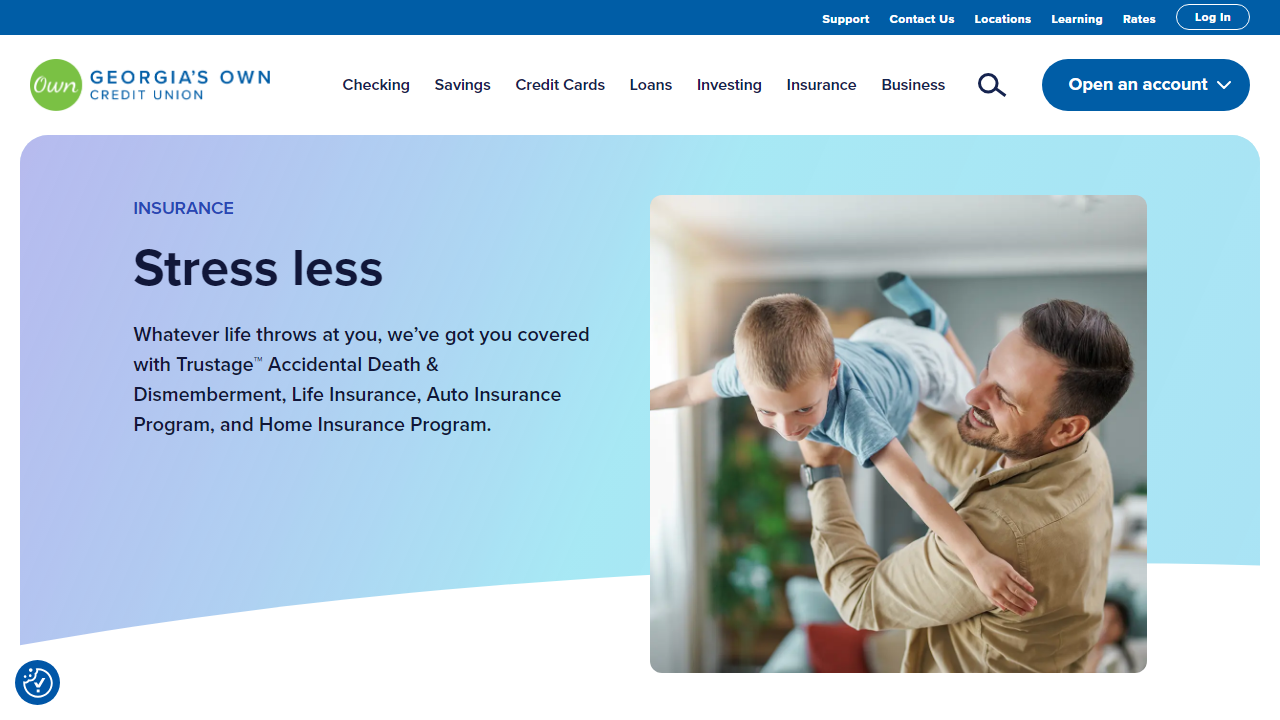 Support Contact Us Locations Learning Rates Log In
Own GEORGIA'S OWN
CREDIT UNION
Checking Savings Credit Cards Loans Investing Insurance Business Open an account
INSURANCE
Stress less
Whatever life throws at you, we’ve got you covered
with Trustage™ Accidental Death &
Dismemberment, Life Insurance, Auto Insurance
Program, and Home Insurance Program.